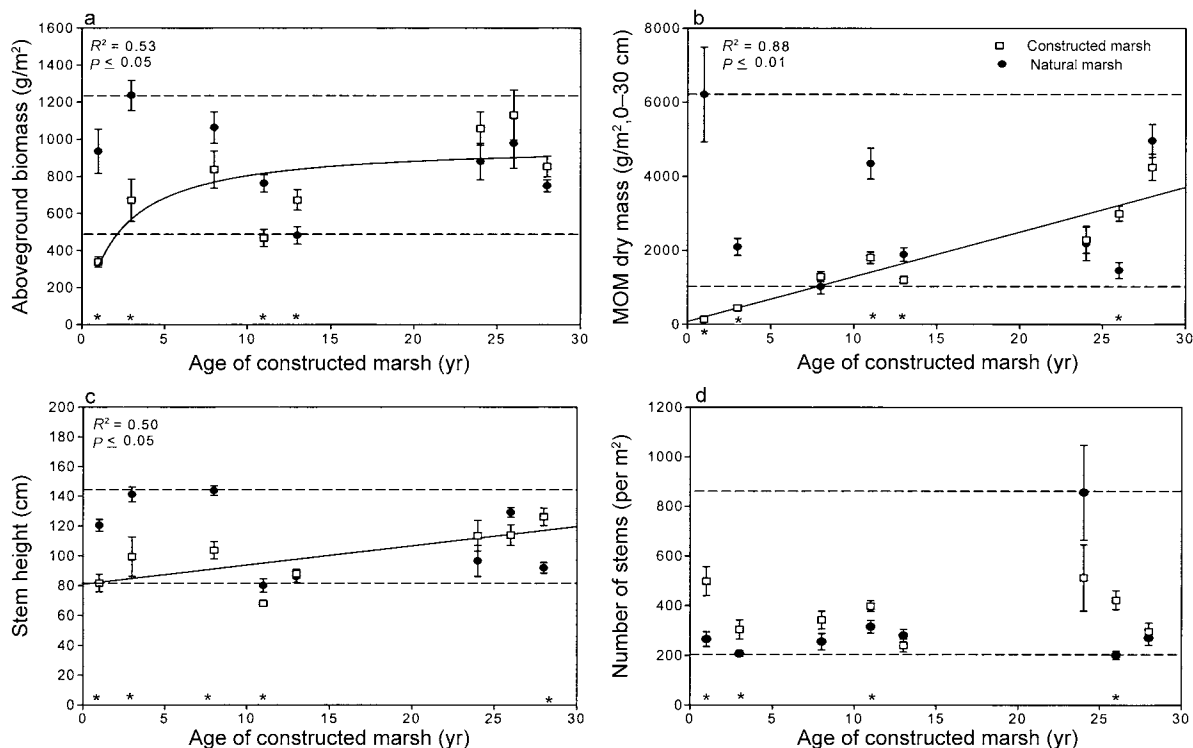 a
R² = 0.53
P ≤ 0.05
Aboveground biomass (g/m²)
1600
1400
1200
1000
800
600
400
200
0
* * * *
0 5 10 15 20 25 30
Age of constructed marsh (yr)
b
R² = 0.88
P ≤ 0.01
Constructed marsh
Natural marsh
MOM dry mass (g/m²,0–30 cm)
8000
6000
4000
2000
0
* * * * *
0 5 10 15 20 25 30
Age of constructed marsh (yr)
c
R² = 0.50
P ≤ 0.05
Stem height (cm)
200
180
160
140
120
100
80
60
40
20
0
* * * * *
0 5 10 15 20 25 30
Age of constructed marsh (yr)
d
Number of stems (per m²)
1200
1000
800
600
400
200
0
* * * *
0 5 10 15 20 25 30
Age of constructed marsh (yr)